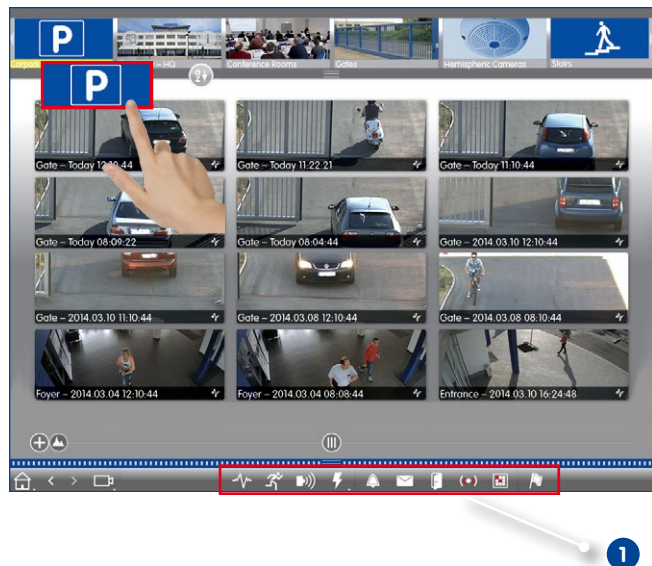 P
Carpark
– HQ
Conference Rooms
Gates
Hemispheric Cameras
Stairs
P
Gate – Today 12:10:44
Gate – Today 11.22.21
Gate – Today 11:10:44
Gate – Today 08:09:22
Gate – Today 08:04:44
Gate – 2014.03.10 12:10:44
Gate – 2014.03.10 11:10:44
Gate – 2014.03.08 12:10:44
Gate – 2014.03.08 08:10:44
Foyer – 2014.03.04 12:10:44
Foyer – 2014.03.04 08:08:44
Entrance – 2014.03.10 16:24:48
1